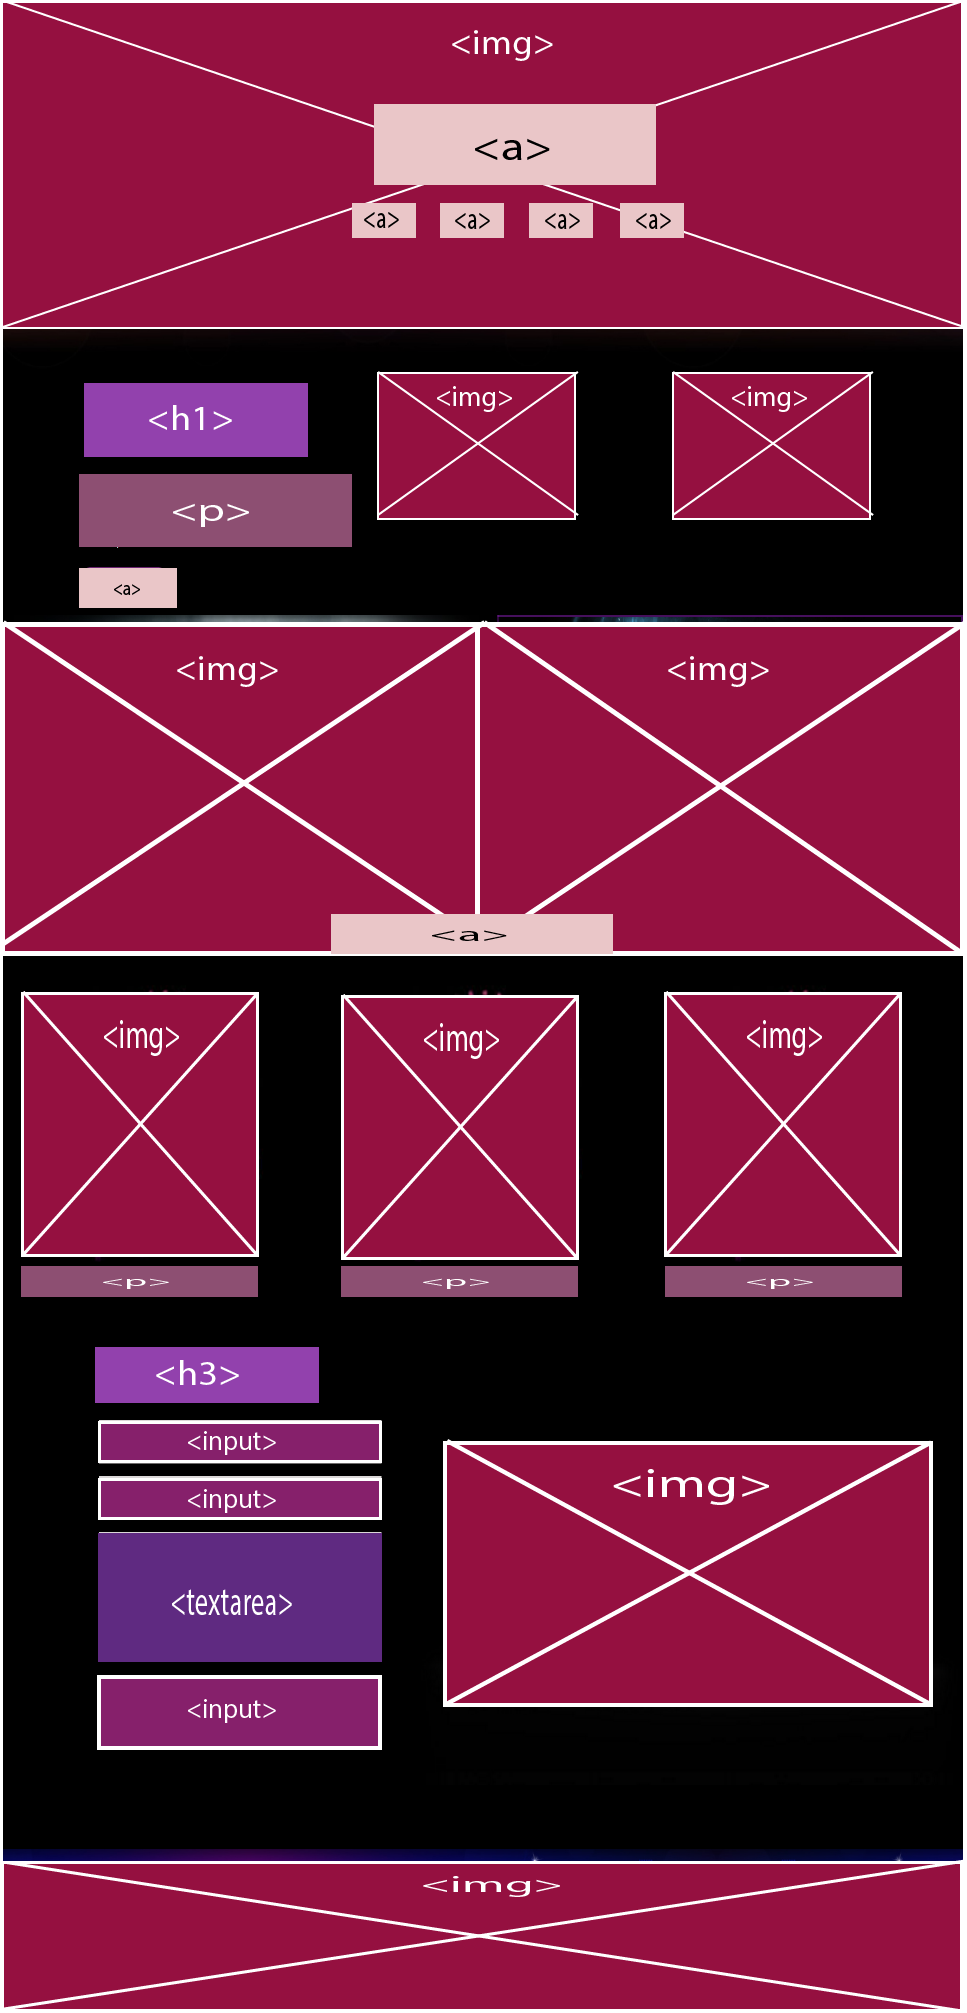 <img>
<a>
<a> <a> <a> <a>
<h1>
<img> <img>
<p>
<a>
<img> <img>
<a>
<img> <img> <img>
<p> <p> <p>
<h3>
<input>
<input>
<textarea>
<input>
<img>
<img>